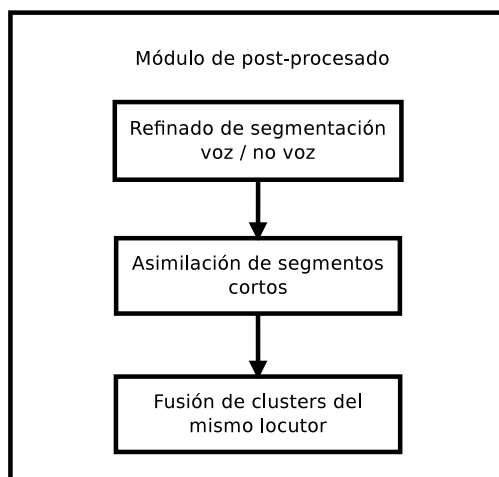 Módulo de post-procesado
Refinado de segmentación
voz / no voz
Asimilación de segmentos
cortos
Fusión de clusters del
mismo locutor